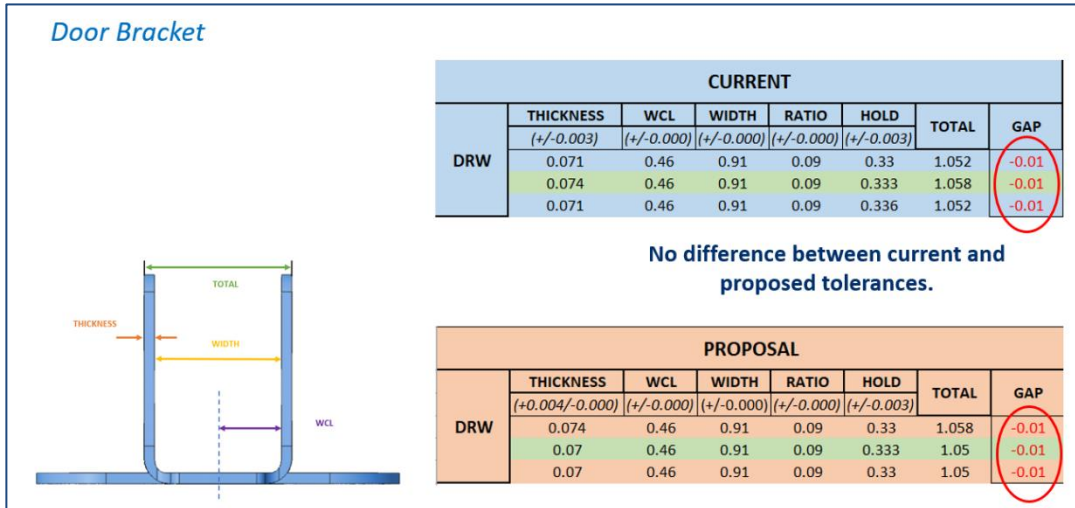 Door Bracket
CURRENT
DRW THICKNESS WCL WIDTH RATIO HOLD TOTAL GAP
(+/-0.003) (+/-0.000) (+/-0.000) (+/-0.000) (+/-0.003)
0.071 0.46 0.91 0.09 0.33 1.052 -0.01
0.074 0.46 0.91 0.09 0.333 1.058 -0.01
0.071 0.46 0.91 0.09 0.336 1.052 -0.01
No difference between current and
proposed tolerances.
TOTAL
THICKNESS
WIDTH
WCL
PROPOSAL
DRW THICKNESS WCL WIDTH RATIO HOLD TOTAL GAP
(+0.004/-0.000) (+/-0.000) (+/-0.000) (+/-0.000) (+/-0.003)
0.074 0.46 0.91 0.09 0.33 1.058 -0.01
0.07 0.46 0.91 0.09 0.333 1.05 -0.01
0.07 0.46 0.91 0.09 0.33 1.05 -0.01